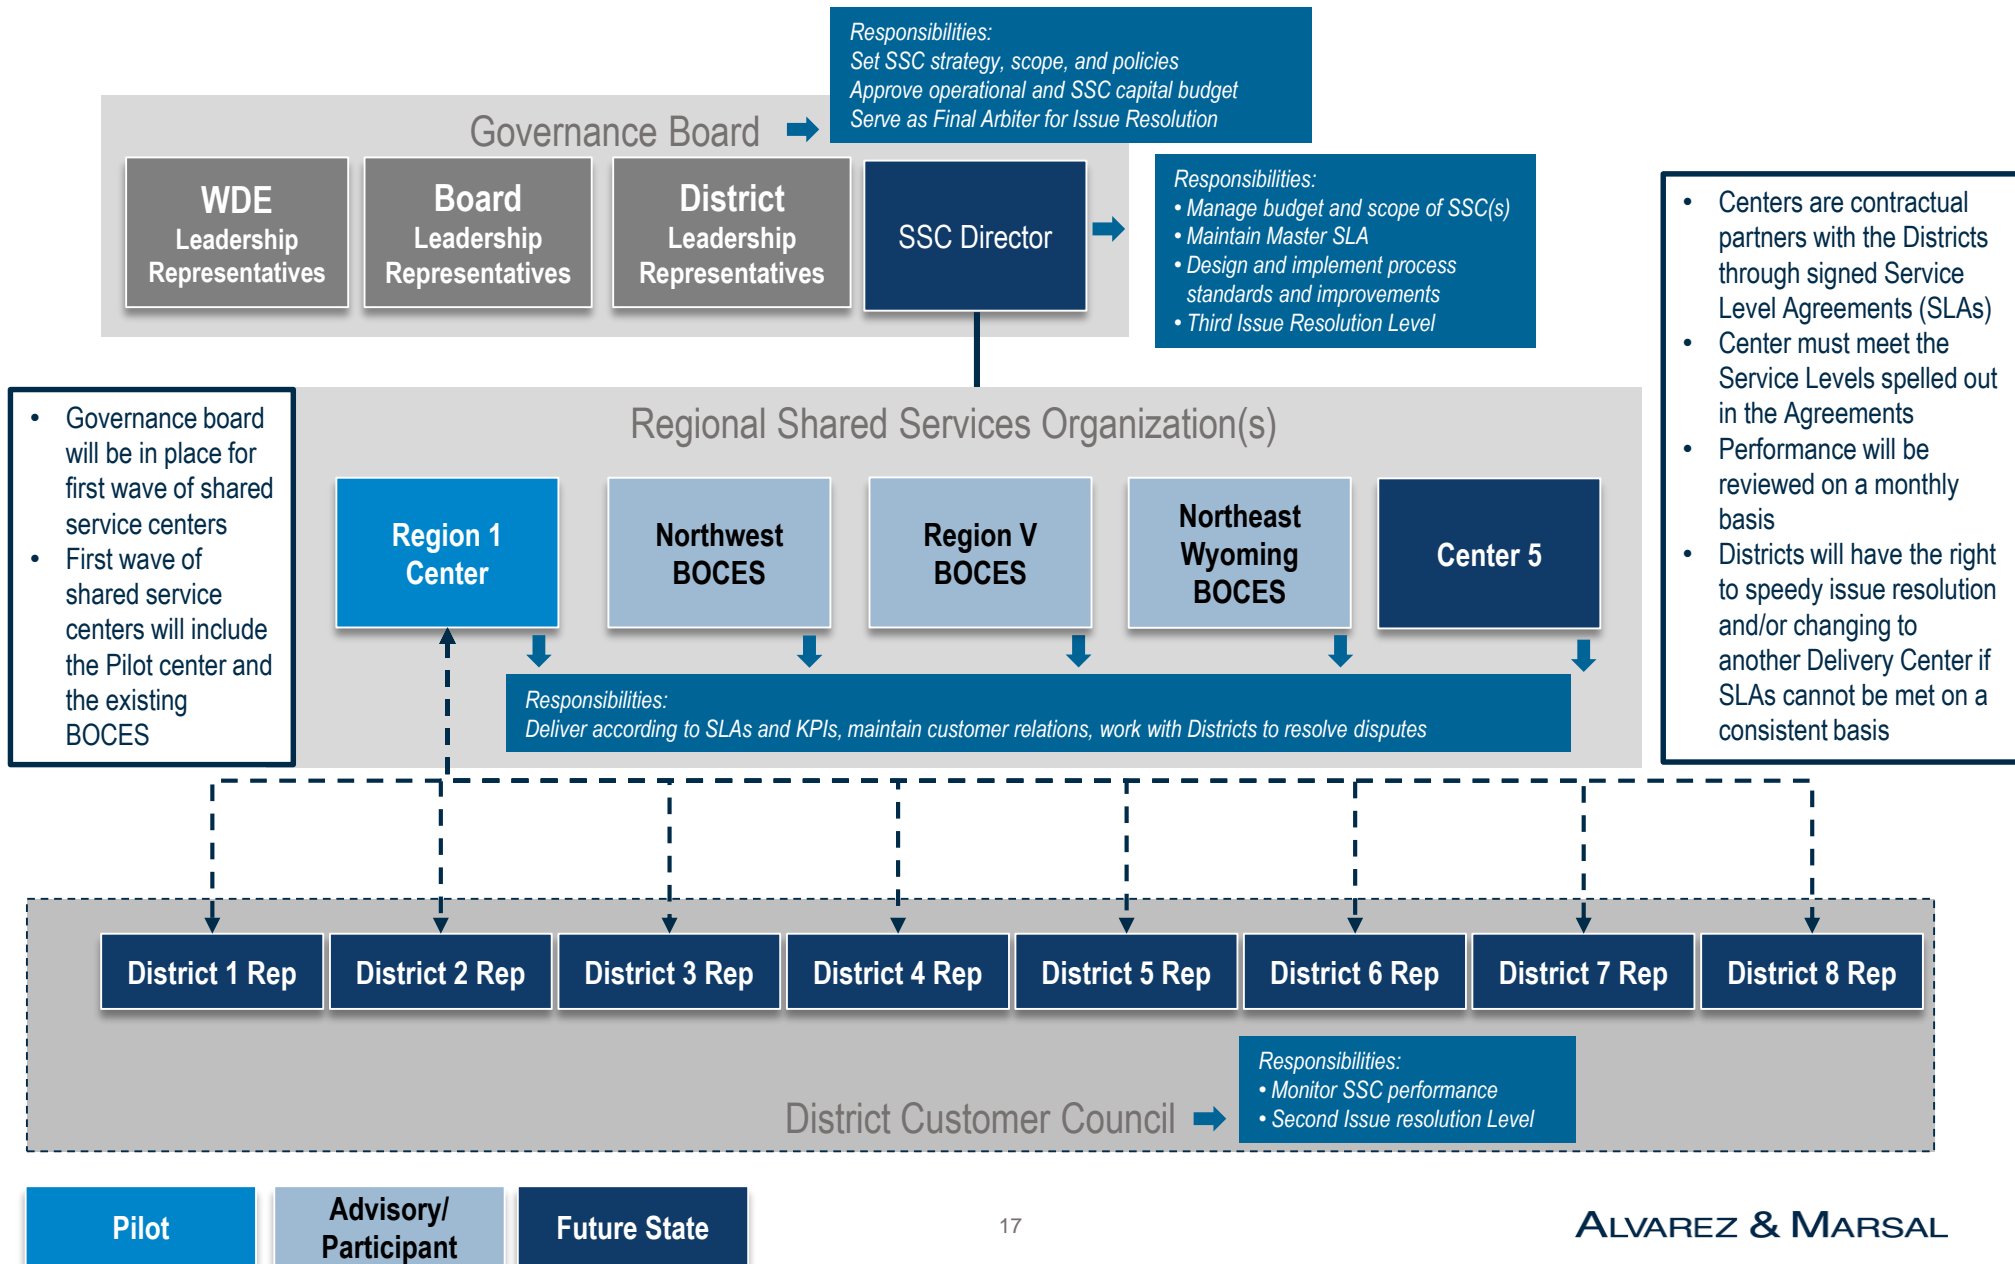 Responsibilities:
Set SSC strategy, scope, and policies
Approve operational and SSC capital budget
Serve as Final Arbiter for Issue Resolution
Governance Board
WDE
Leadership
Representatives
Board
Leadership
Representatives
District
Leadership
Representatives
SSC Director
Responsibilities:
• Manage budget and scope of SSC(s)
• Maintain Master SLA
• Design and implement process
standards and improvements
• Third Issue Resolution Level
• Centers are contractual
partners with the Districts
through signed Service
Level Agreements (SLAs)
• Center must meet the
Service Levels spelled out
in the Agreements
• Performance will be
reviewed on a monthly
basis
• Districts will have the right
to speedy issue resolution
and/or changing to
another Delivery Center if
SLAs cannot be met on a
consistent basis
• Governance board
will be in place for
first wave of shared
service centers
• First wave of
shared service
centers will include
the Pilot center and
the existing
BOCES
Regional Shared Services Organization(s)
Region 1
Center
Northwest
BOCES
Region V
BOCES
Northeast
Wyoming
BOCES
Center 5
Responsibilities:
Deliver according to SLAs and KPIs, maintain customer relations, work with Districts to resolve disputes
District 1 Rep
District 2 Rep
District 3 Rep
District 4 Rep
District 5 Rep
District 6 Rep
District 7 Rep
District 8 Rep
District Customer Council
Responsibilities:
• Monitor SSC performance
• Second Issue resolution Level
Pilot
Advisory/
Participant
Future State
17
ALVAREZ & MARSAL